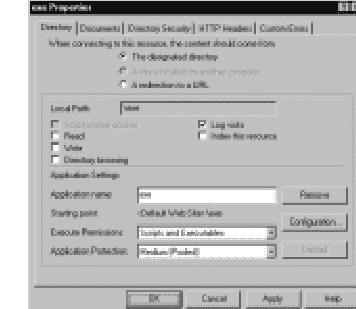 exe Properties
Directory Documents Directory Security HTTP Headers Custom Errors
When connecting to this resource, the content should come from:
The designated directory
A share located on another computer
A redirection to a URL
Local Path:
Script source access
Log visits
Read
Index this resource
Write
Directory browsing
Application Settings
Application name: exe
Remove
Starting point: <Default Web Site>\exe
Configuration...
Execute Permissions: Scripts and Executables
Application Protection: Medium (Pooled)
Unload
OK Cancel Apply Help